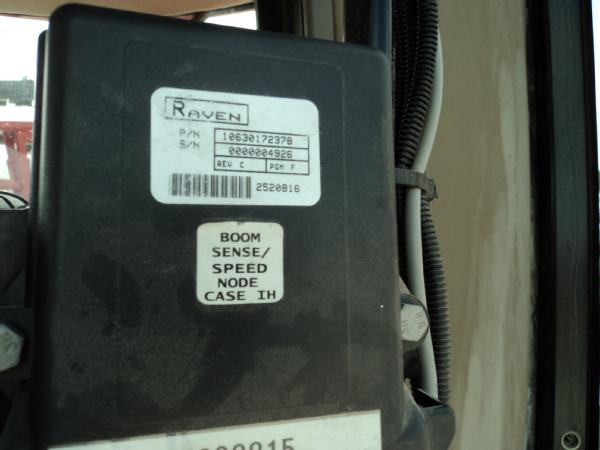 RAVEN
P/N 10630172378
S/N 0000004926
REV C PGM F
2520816
BOOM
SENSE/
SPEED
NODE
CASE IH